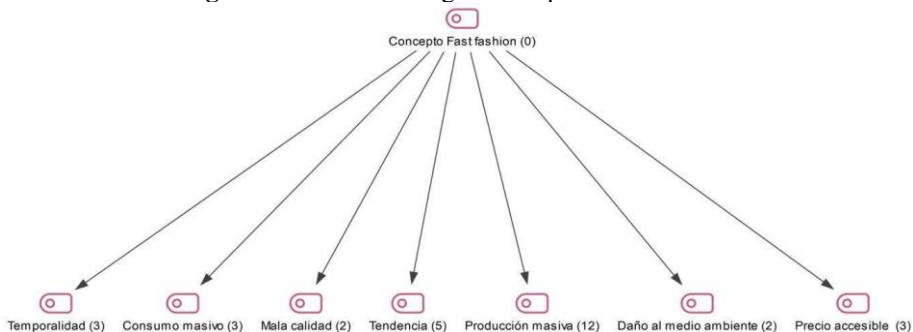 Concepto Fast fashion (0)
Temporalidad (3) Consumo masivo (3) Mala calidad (2) Tendencia (5) Producción masiva (12) Daño al medio ambiente (2) Precio accesible (3)